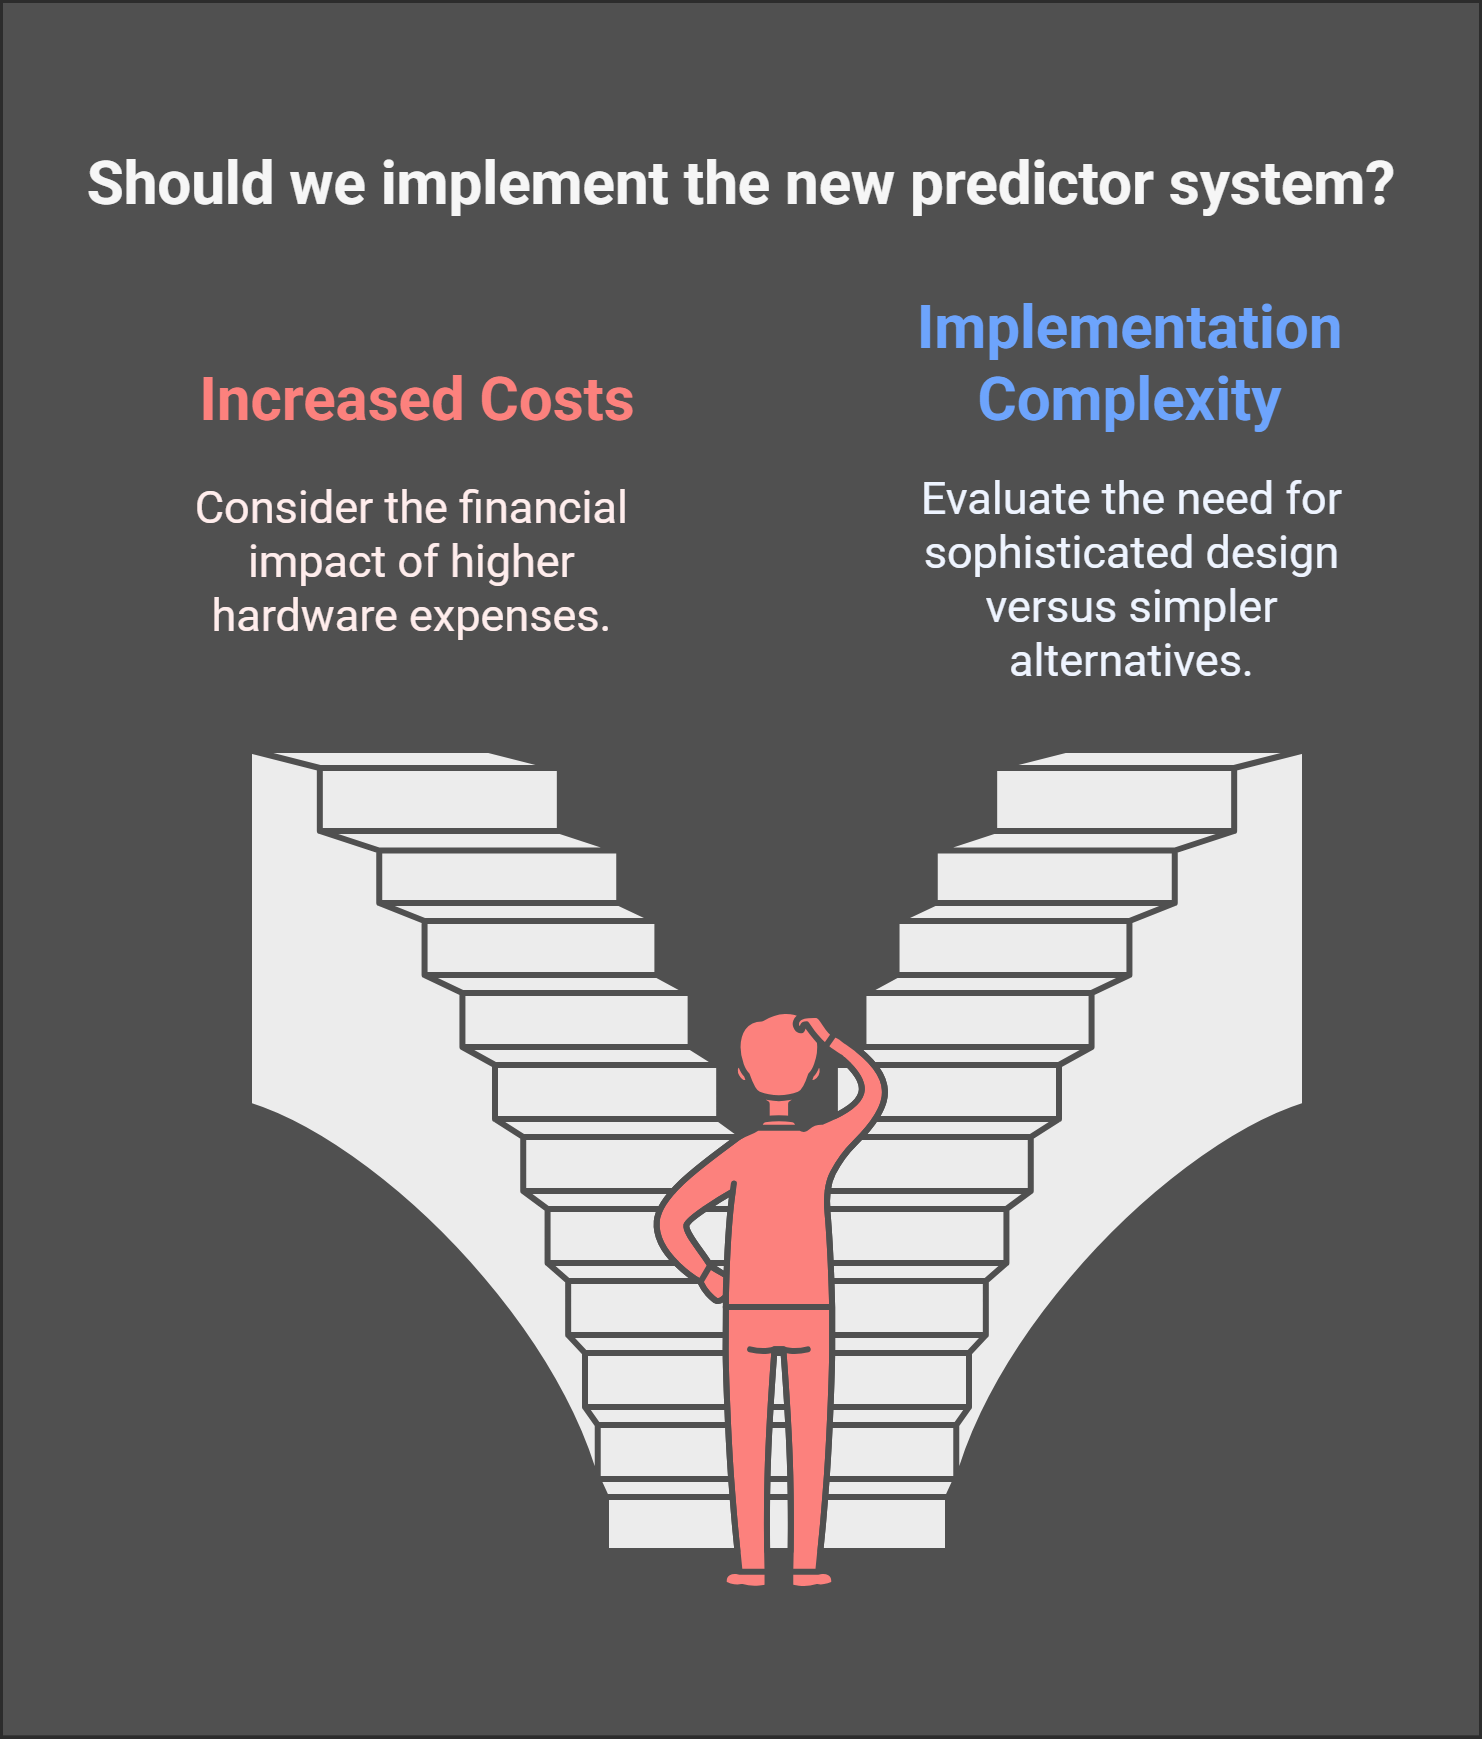 Should we implement the new predictor system?
Increased Costs
Consider the financial
impact of higher
hardware expenses.
Implementation
Complexity
Evaluate the need for
sophisticated design
versus simpler
alternatives.